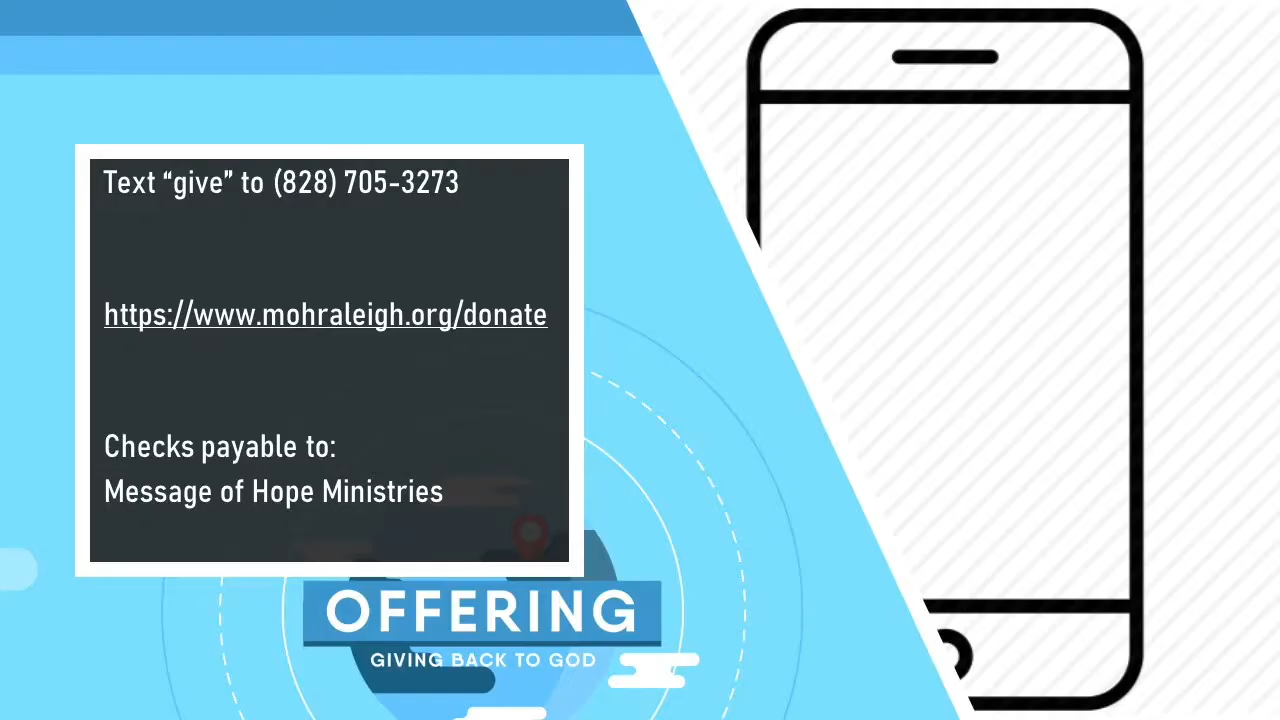 Text “give” to (828) 705-3273
https://www.mohraleigh.org/donate
Checks payable to:
Message of Hope Ministries
OFFERING
GIVING BACK TO GOD